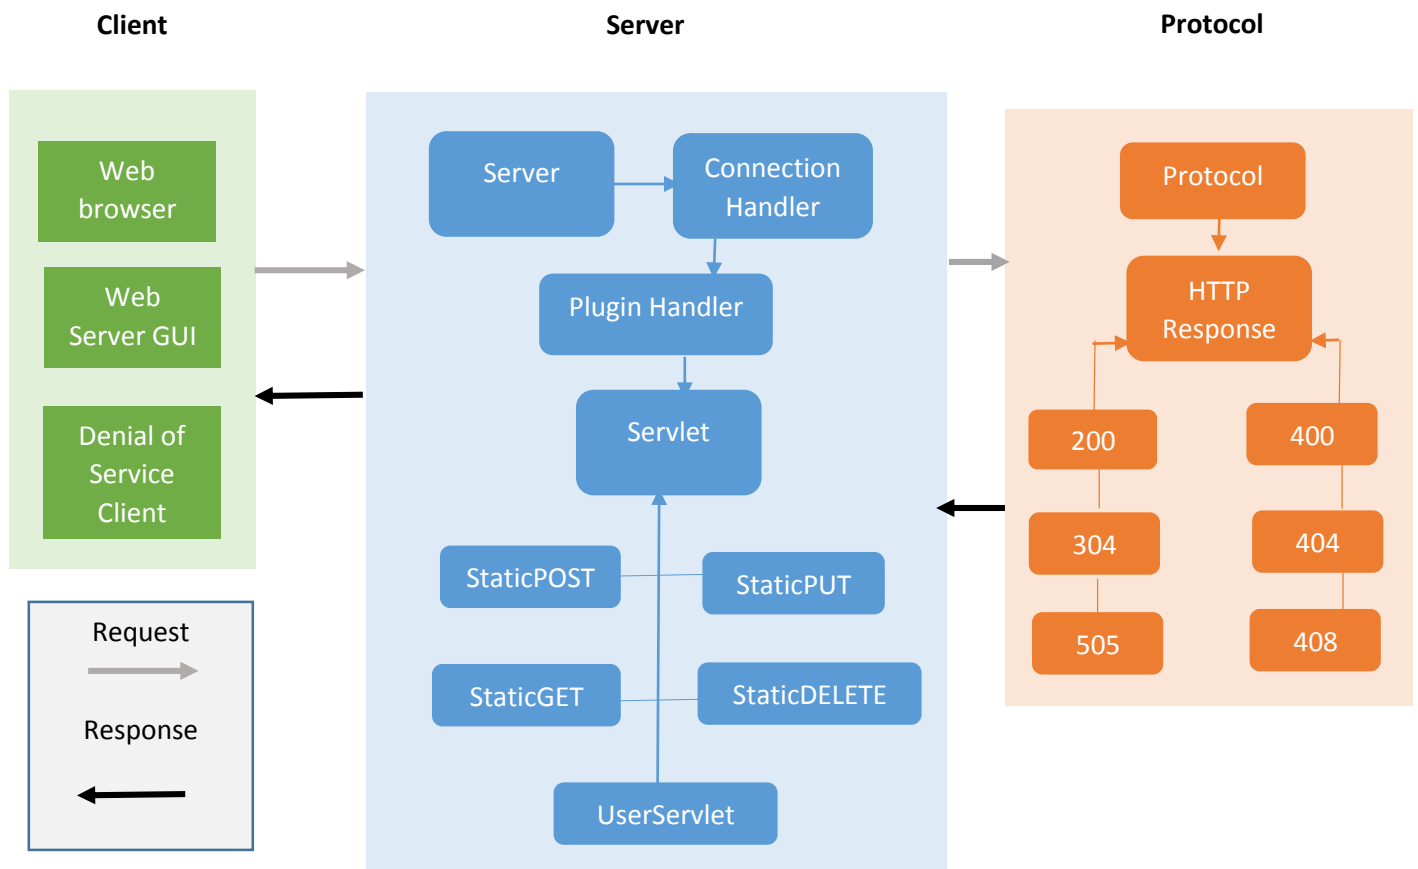 Client
Server
Protocol
Web
browser
Web
Server GUI
Denial of
Service
Client
Request
Response
Server
Connection
Handler
Plugin Handler
Servlet
StaticPOST
StaticPUT
StaticGET
StaticDELETE
UserServlet
Protocol
HTTP
Response
200
400
304
404
505
408